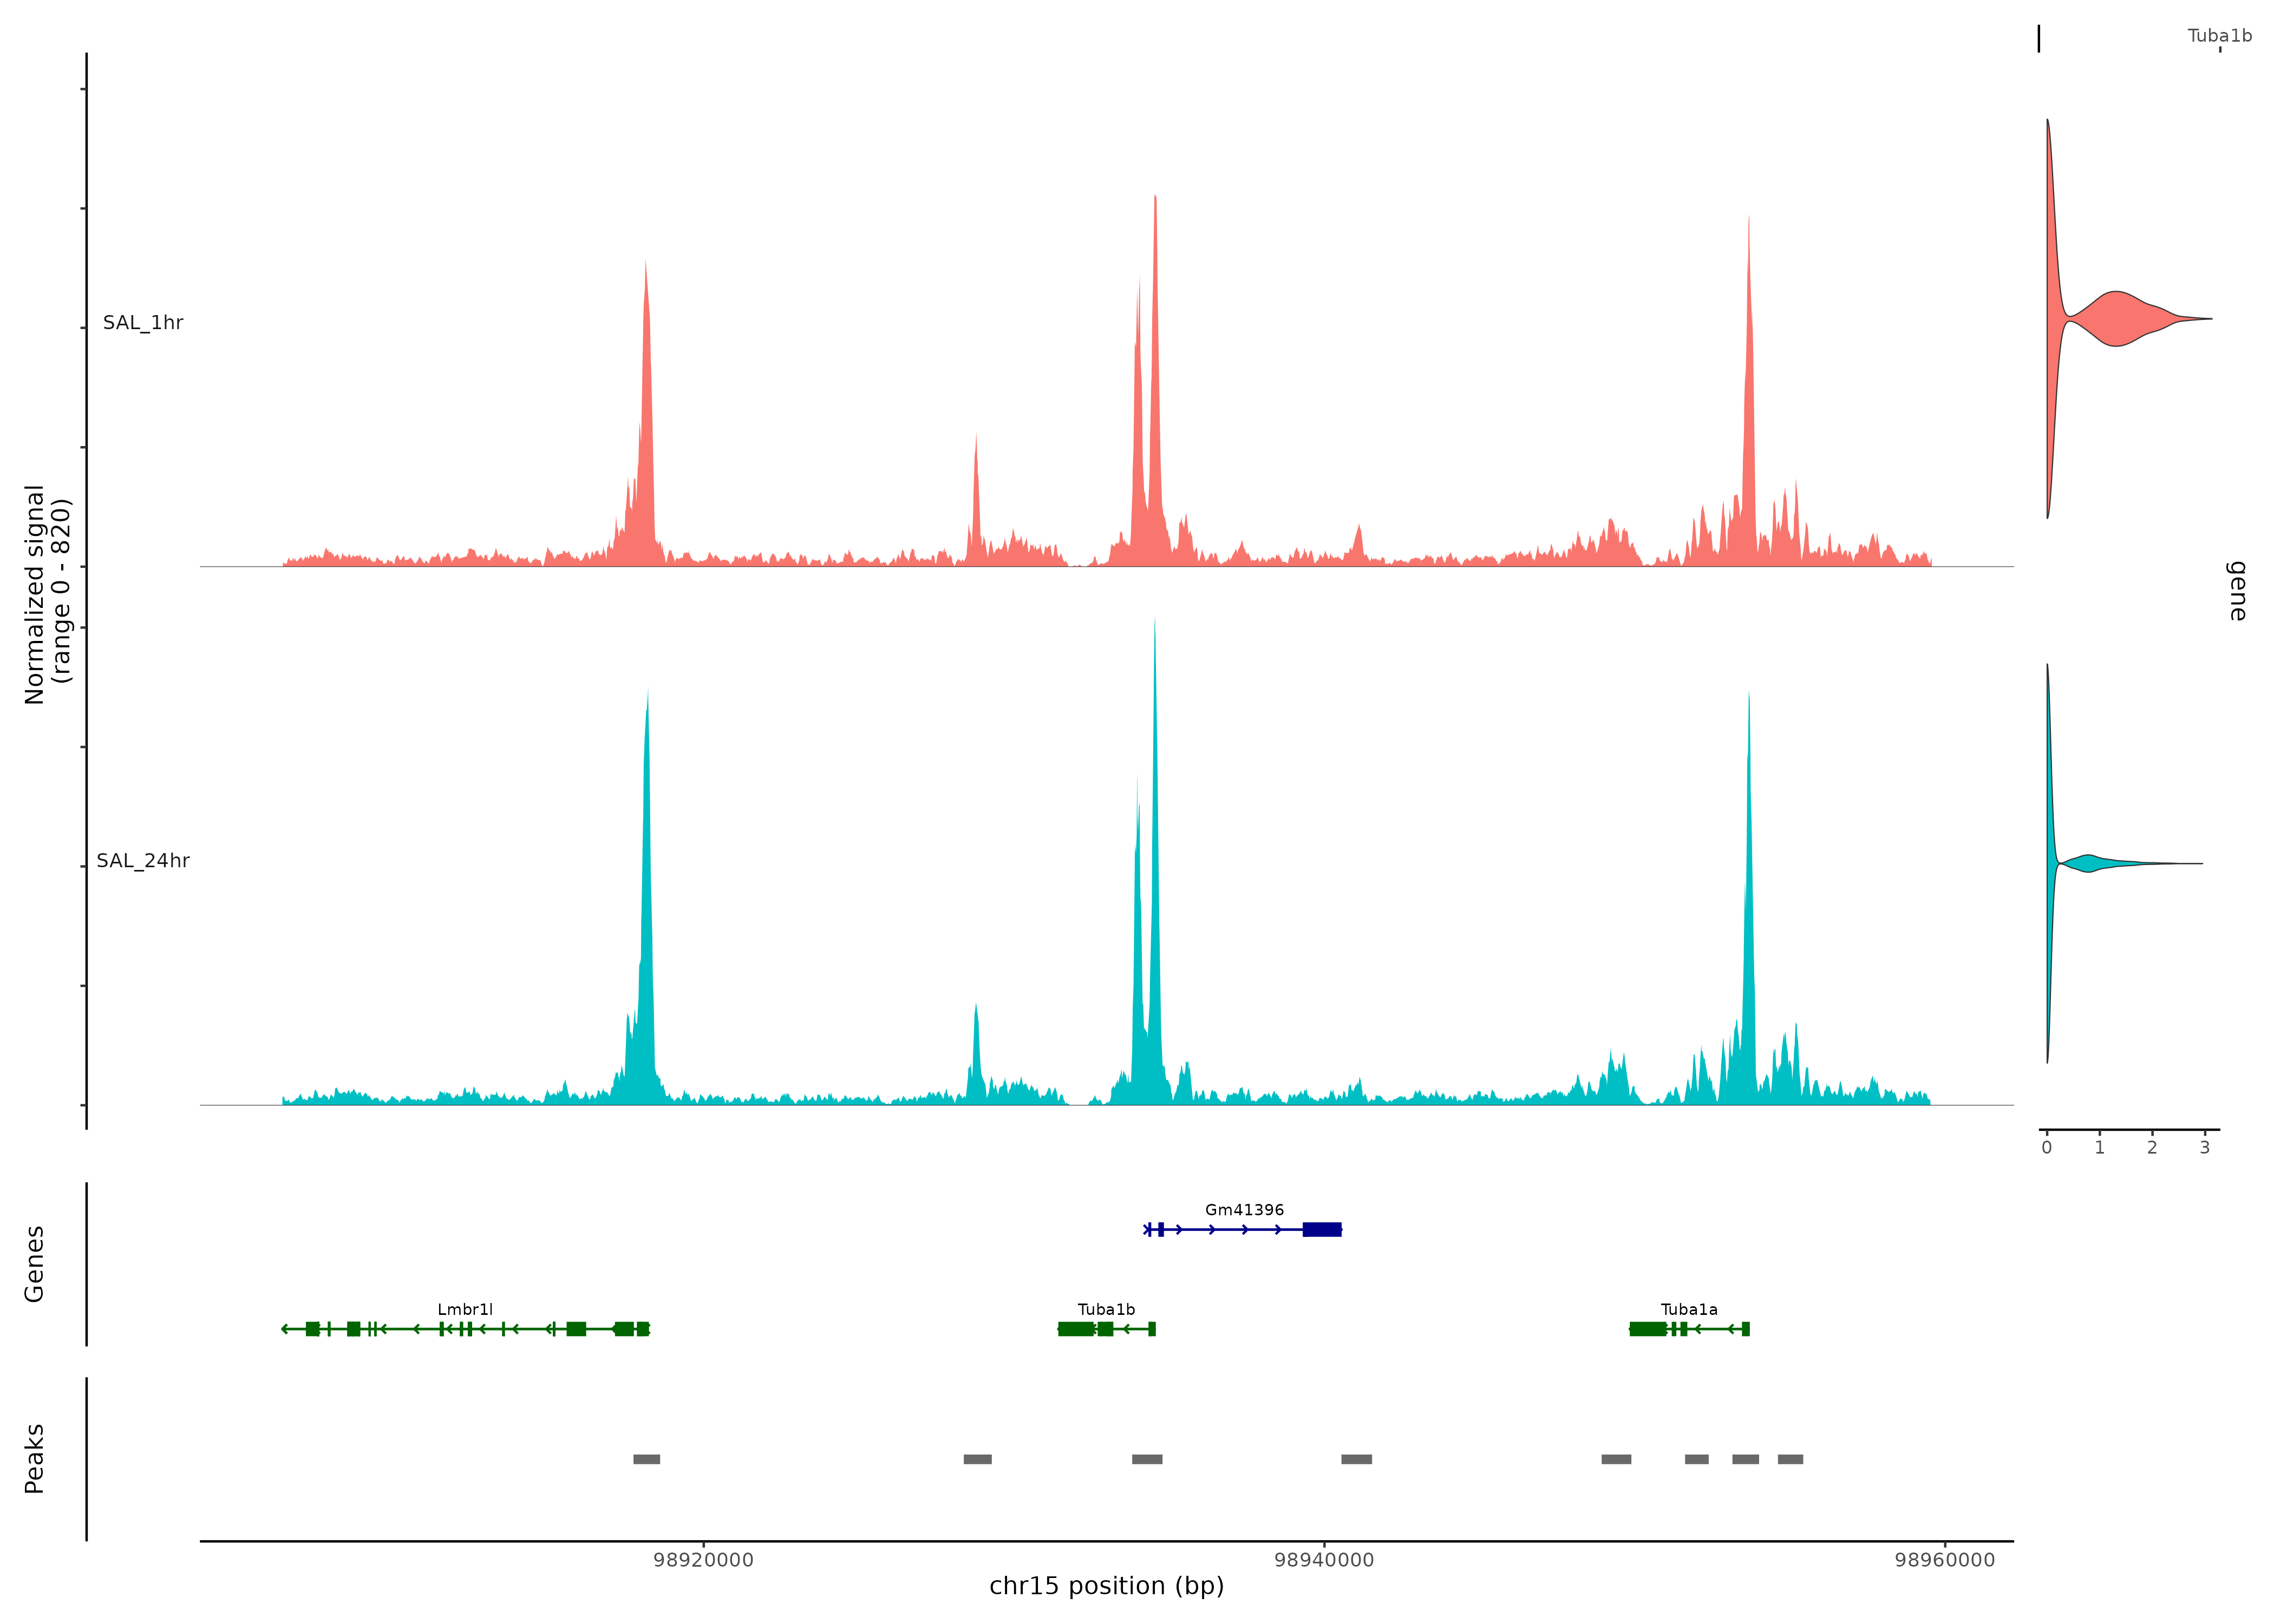 Tuba1b
Normalized signal
(range 0 - 820)
SAL_1hr
SAL_24hr
gene
0 1 2 3
Genes
Gm41396
Lmbr1l
Tuba1b
Tuba1a
Peaks
98920000
98940000
98960000
chr15 position (bp)